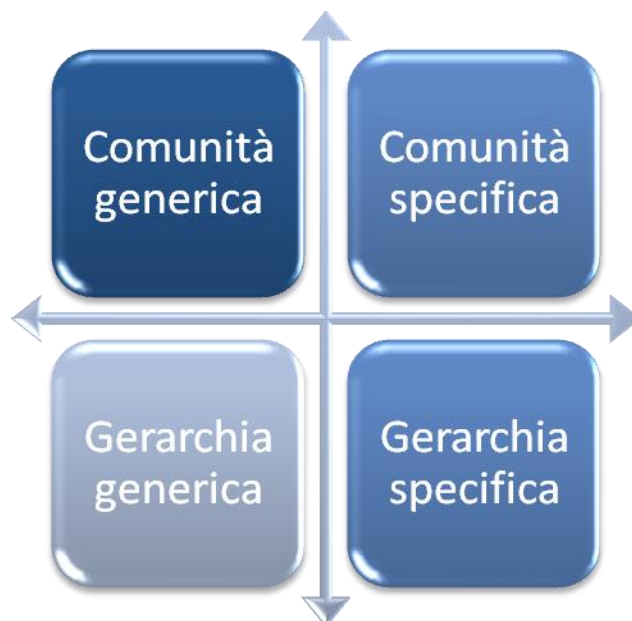 Comunità
generica
Comunità
specifica
Gerarchia
generica
Gerarchia
specifica